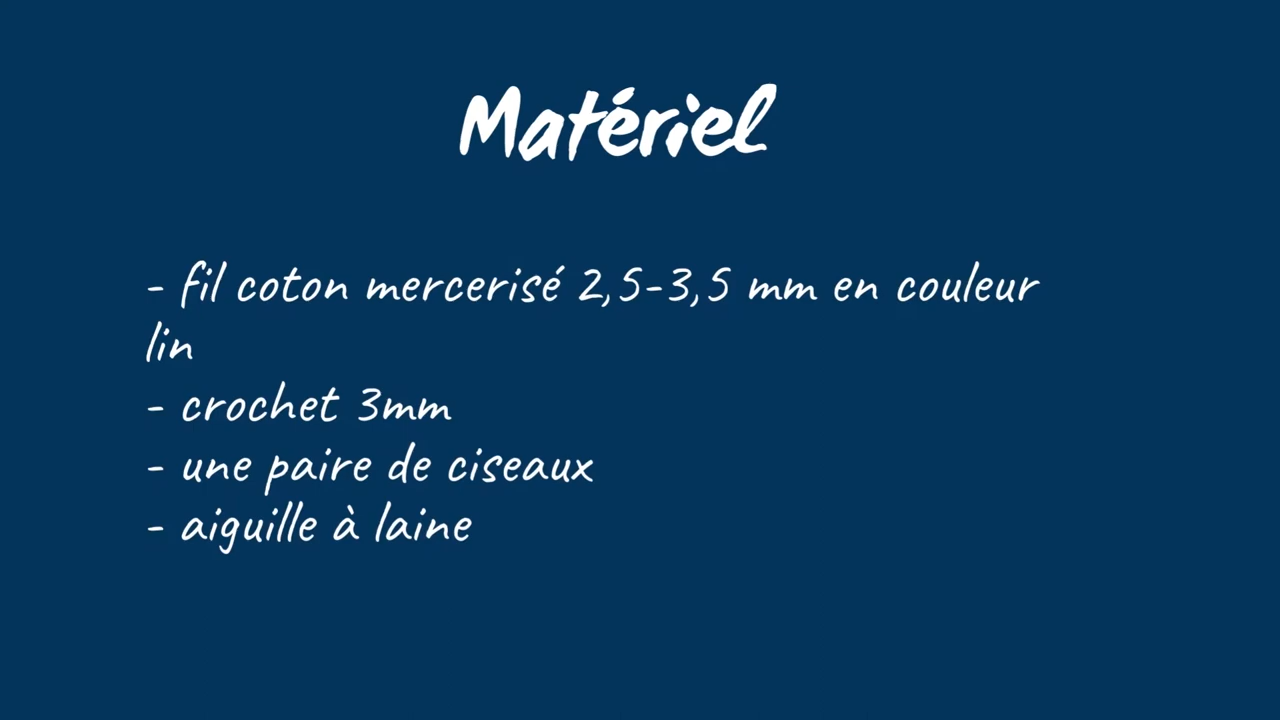 Matériel
- fil coton mercerisé 2,5-3,5 mm en couleur
lin
- crochet 3mm
- une paire de ciseaux
- aiguille à laine